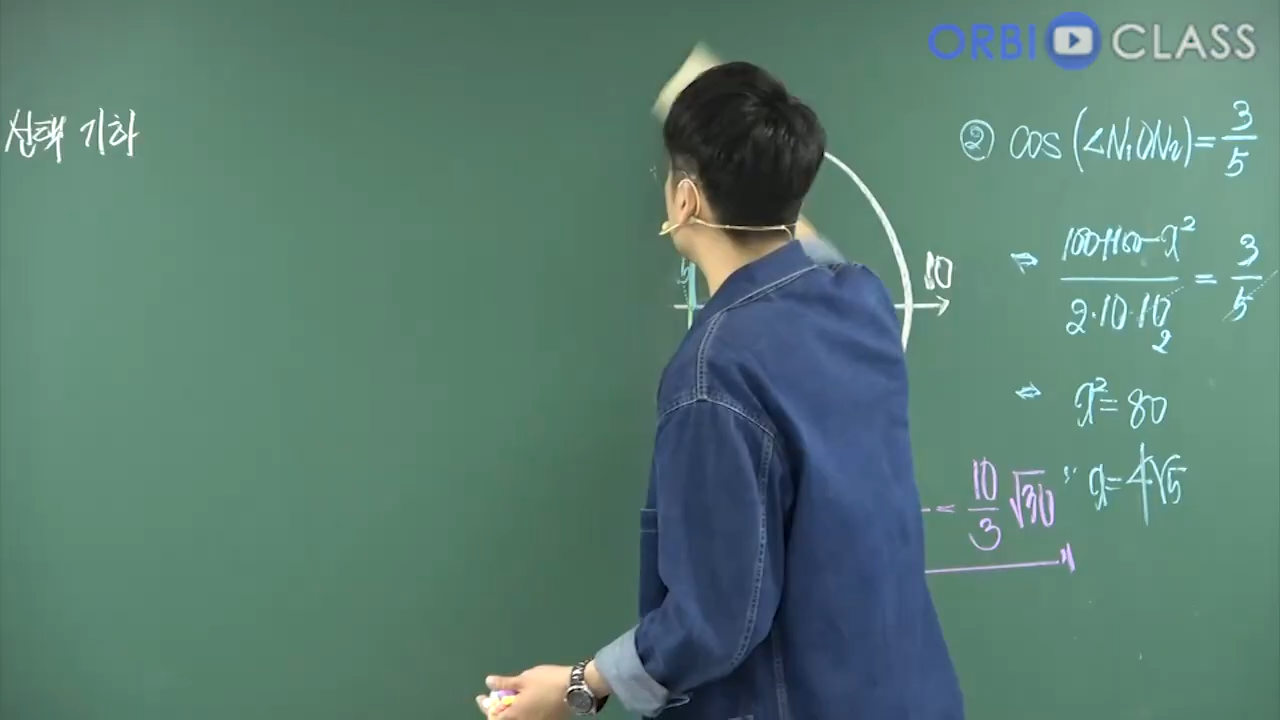 ORBI CLASS
선택 기하
② cos (∠N₁ON₂) = 3/5
⇔ (100+100-x²)/(2·10·10) = 3/5
2
10
⇔ x² = 80
x = 4√5
< 10/3 √30